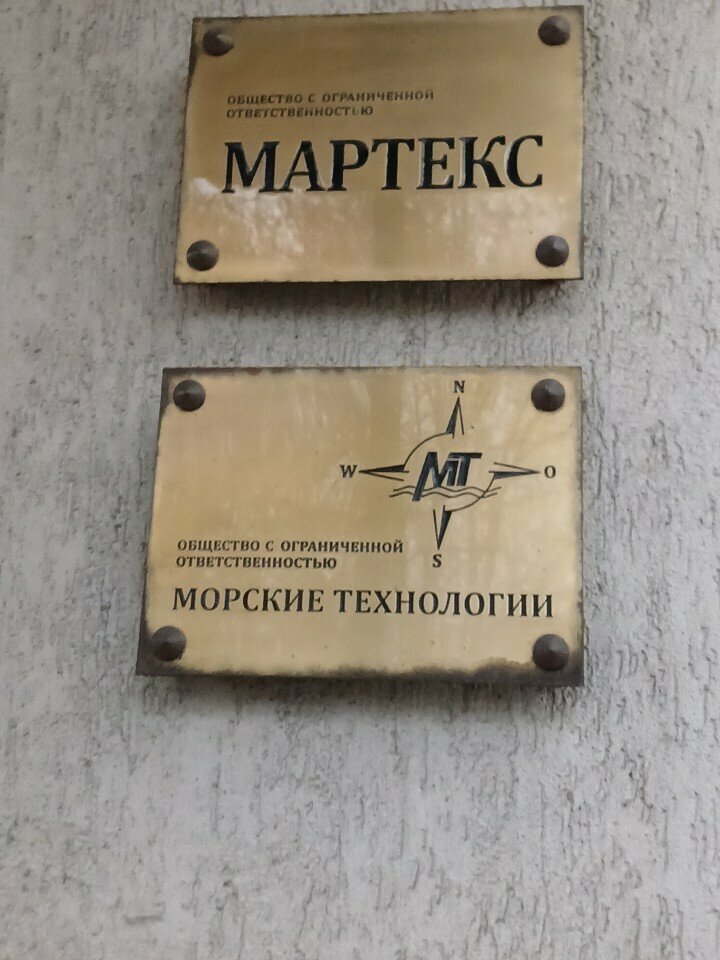 ОБЩЕСТВО С ОГРАНИЧЕННОЙ
ОТВЕТСТВЕННОСТЬЮ
МАРТЕКС
N
W МТ O
S
ОБЩЕСТВО С ОГРАНИЧЕННОЙ
ОТВЕТСТВЕННОСТЬЮ
МОРСКИЕ ТЕХНОЛОГИИ